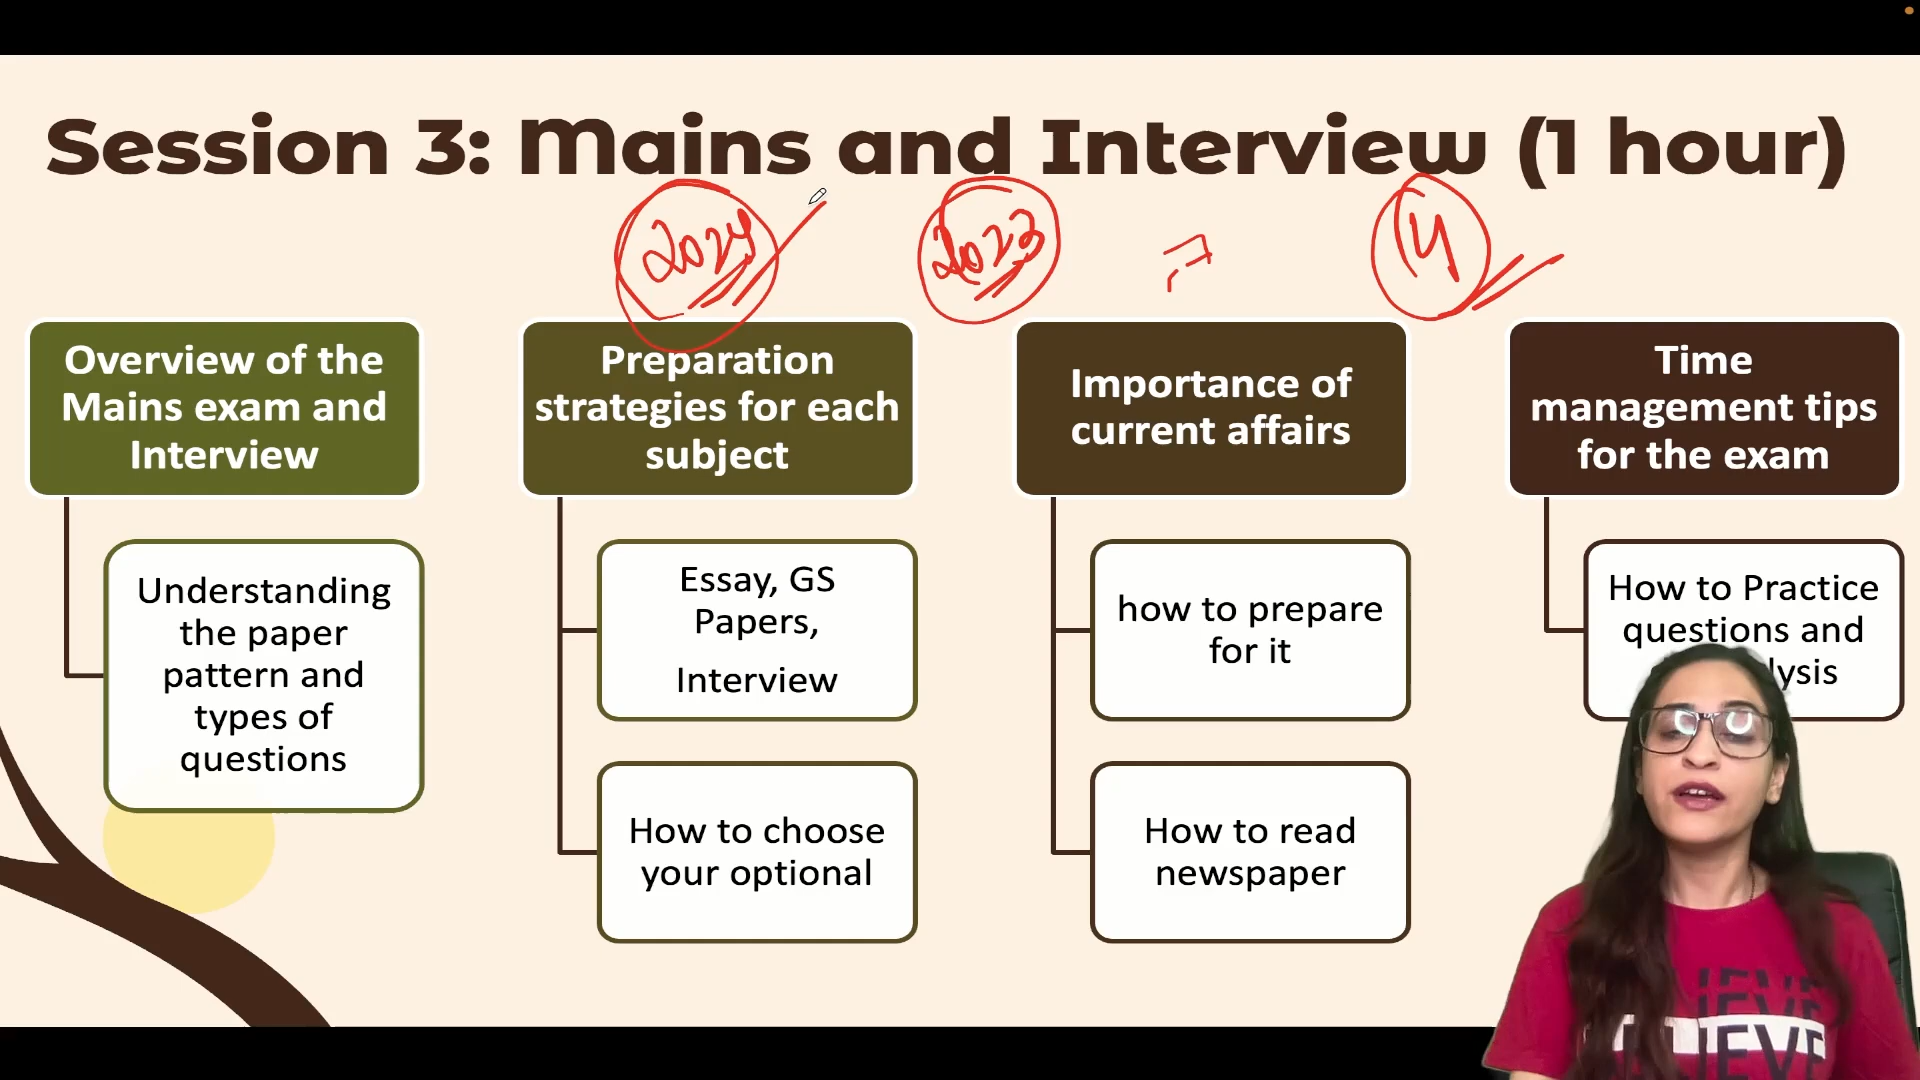 Session 3: Mains and Interview (1 hour)
2024
2023
14
Overview of the
Mains exam and
Interview
Understanding
the paper
pattern and
types of
questions
Preparation
strategies for each
subject
Essay, GS
Papers,
Interview
How to choose
your optional
Importance of
current affairs
how to prepare
for it
How to read
newspaper
Time
management tips
for the exam
How to Practice
questions and
lysis